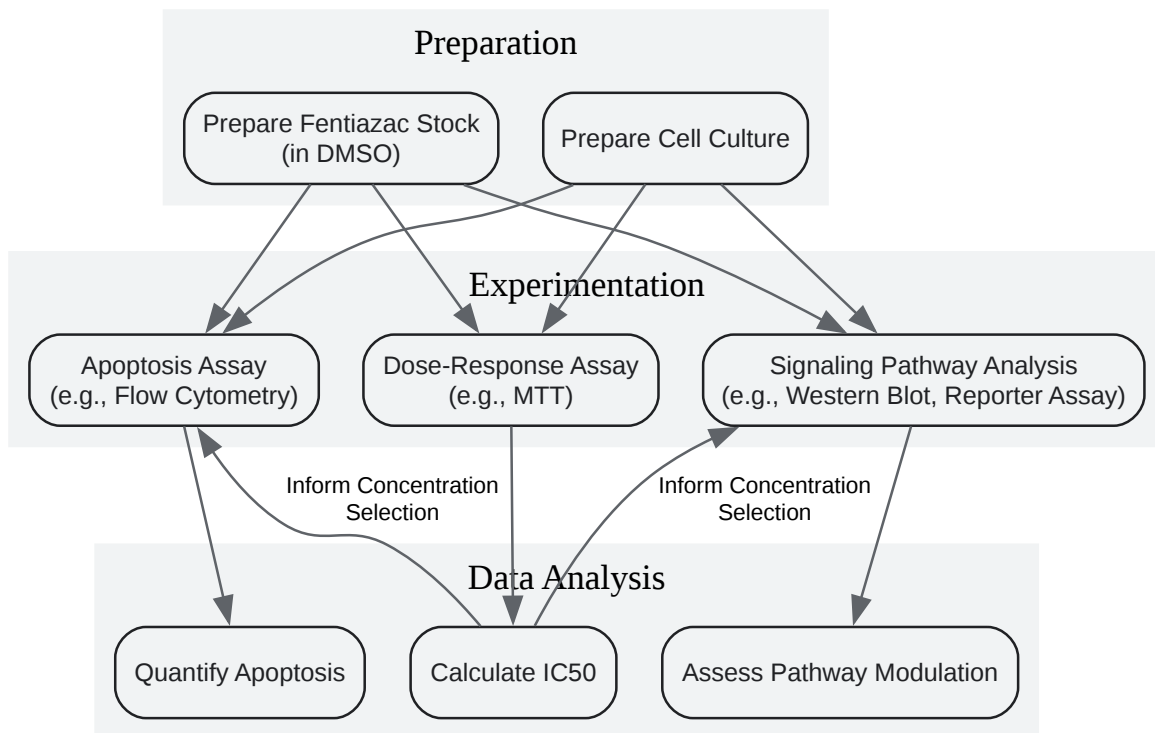 Preparation
Prepare Fentiazac Stock
(in DMSO)
Prepare Cell Culture
Experimentation
Apoptosis Assay
(e.g., Flow Cytometry)
Dose-Response Assay
(e.g., MTT)
Signaling Pathway Analysis
(e.g., Western Blot, Reporter Assay)
Inform Concentration
Selection
Inform Concentration
Selection
Data Analysis
Quantify Apoptosis
Calculate IC50
Assess Pathway Modulation